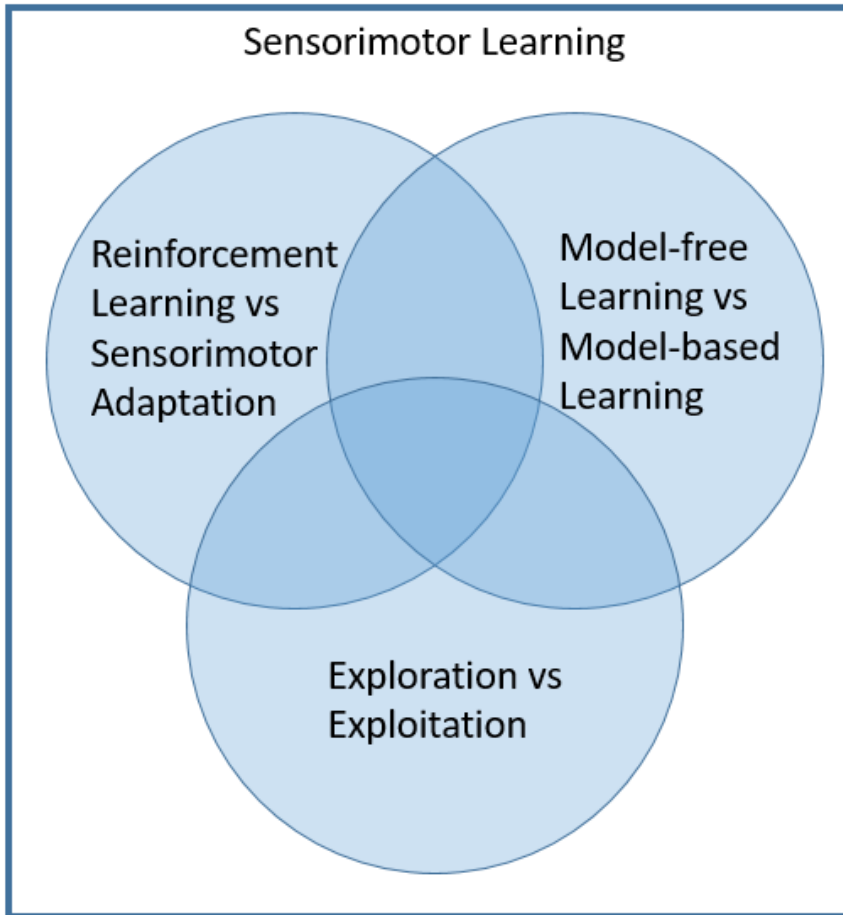 Sensorimotor Learning
Reinforcement
Learning vs
Sensorimotor
Adaptation
Model-free
Learning vs
Model-based
Learning
Exploration vs
Exploitation